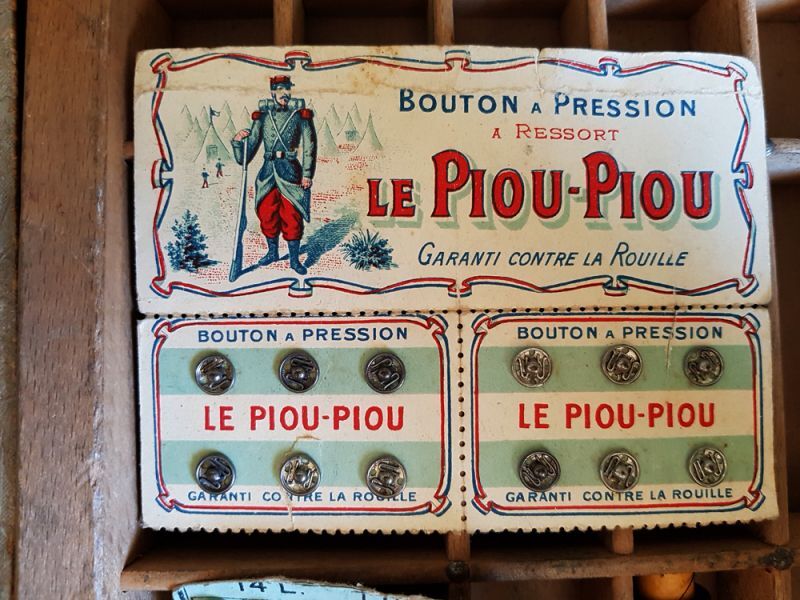 BOUTON A PRESSION
A RESSORT
LE PIOU-PIOU
GARANTI CONTRE LA ROUILLE
BOUTON A PRESSION
LE PIOU-PIOU
GARANTI CONTRE LA ROUILLE
BOUTON A PRESSION
LE PIOU-PIOU
GARANTI CONTRE LA ROUILLE
14 L.